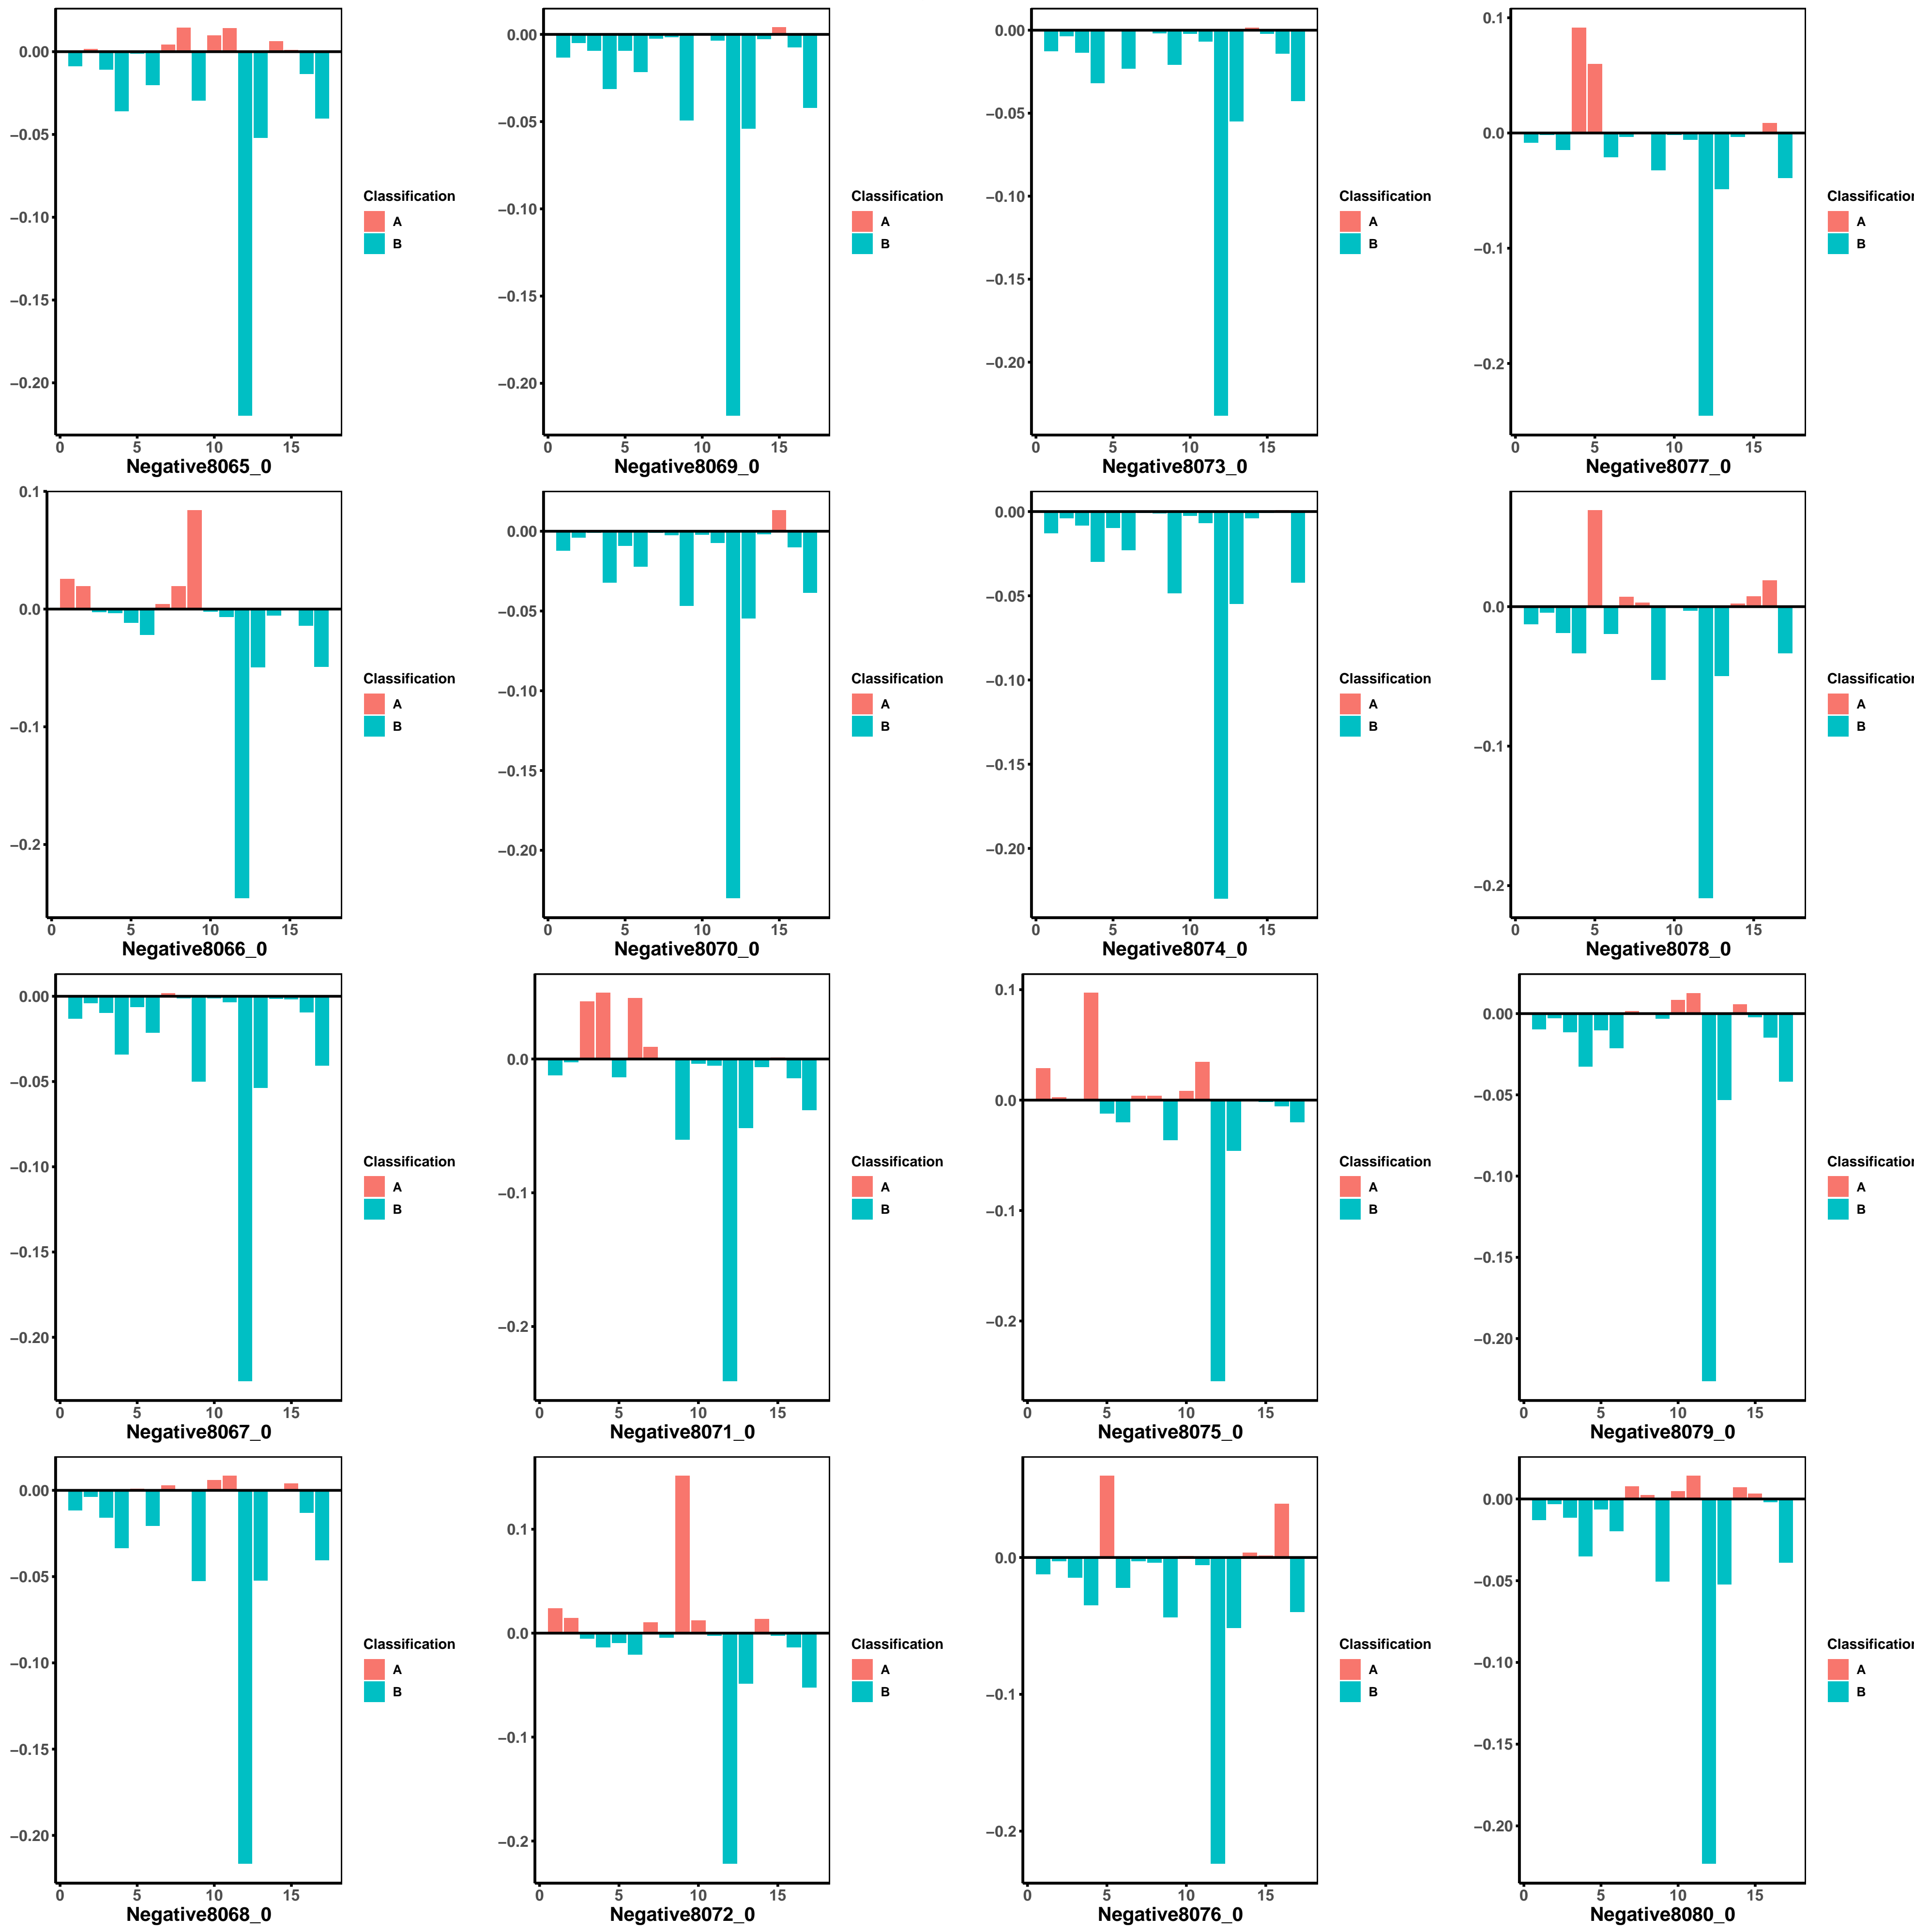 0.00
−0.05
−0.10
−0.15
−0.20
0 5 10 15
Negative8065_0
Classification
A
B
0.00
−0.05
−0.10
−0.15
−0.20
0 5 10 15
Negative8069_0
Classification
A
B
0.00
−0.05
−0.10
−0.15
−0.20
0 5 10 15
Negative8073_0
Classification
A
B
0.1
0.0
−0.1
−0.2
0 5 10 15
Negative8077_0
Classification
A
B
0.1
0.0
−0.1
−0.2
0 5 10 15
Negative8066_0
Classification
A
B
0.00
−0.05
−0.10
−0.15
−0.20
0 5 10 15
Negative8070_0
Classification
A
B
0.00
−0.05
−0.10
−0.15
−0.20
0 5 10 15
Negative8074_0
Classification
A
B
0.0
−0.1
−0.2
0 5 10 15
Negative8078_0
Classification
A
B
0.00
−0.05
−0.10
−0.15
−0.20
0 5 10 15
Negative8067_0
Classification
A
B
0.0
−0.1
−0.2
0 5 10 15
Negative8071_0
Classification
A
B
0.1
0.0
−0.1
−0.2
0 5 10 15
Negative8075_0
Classification
A
B
0.00
−0.05
−0.10
−0.15
−0.20
0 5 10 15
Negative8079_0
Classification
A
B
0.00
−0.05
−0.10
−0.15
−0.20
0 5 10 15
Negative8068_0
Classification
A
B
0.1
0.0
−0.1
−0.2
0 5 10 15
Negative8072_0
Classification
A
B
0.0
−0.1
−0.2
0 5 10 15
Negative8076_0
Classification
A
B
0.00
−0.05
−0.10
−0.15
−0.20
0 5 10 15
Negative8080_0
Classification
A
B